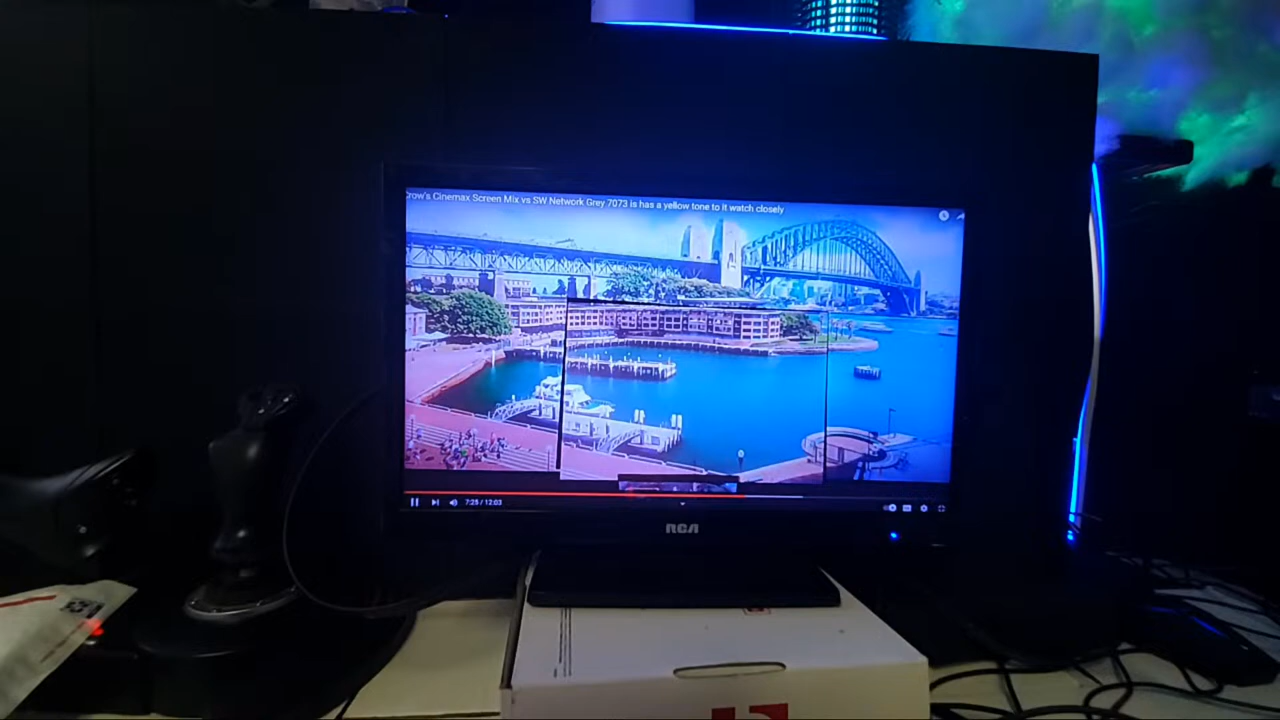 Crow's Cinemax Screen Mix vs SW Network Grey 7073 is has a yellow tone to it watch closely
7:25 / 12:03
RCA